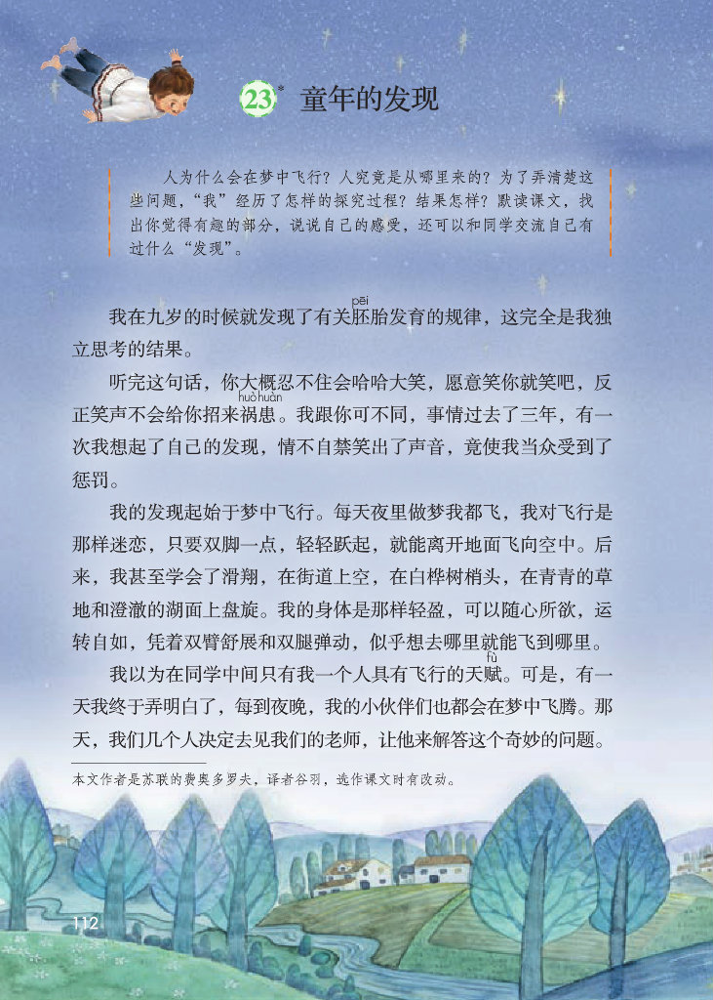 23* 童年的发现
人为什么会在梦中飞行？人究竟是从哪里来的？为了弄清楚这
些问题，“我”经历了怎样的探究过程？结果怎样？默读课文，找
出你觉得有趣的部分，说说自己的感受，还可以和同学交流自己有
过什么“发现”。
pēi
我在九岁的时候就发现了有关胚胎发育的规律，这完全是我独
立思考的结果。
听完这句话，你大概忍不住会哈哈大笑，愿意笑你就笑吧，反
huò huàn
正笑声不会给你招来祸患。我跟你可不同，事情过去了三年，有一
次我想起了自己的发现，情不自禁笑出了声音，竟使我当众受到了
惩罚。
我的发现起始于梦中飞行。每天夜里做梦我都飞，我对飞行是
那样迷恋，只要双脚一点，轻轻跃起，就能离开地面飞向空中。后
来，我甚至学会了滑翔，在街道上空，在白桦树梢头，在青青的草
地和澄澈的湖面上盘旋。我的身体是那样轻盈，可以随心所欲，运
转自如，凭着双臂舒展和双腿弹动，似乎想去哪里就能飞到哪里。
fù
我以为在同学中间只有我一个人具有飞行的天赋。可是，有一
天我终于弄明白了，每到夜晚，我的小伙伴们也都会在梦中飞腾。那
天，我们几个人决定去见我们的老师，让他来解答这个奇妙的问题。
本文作者是苏联的费奥多罗夫，译者谷羽，选作课文时有改动。
112